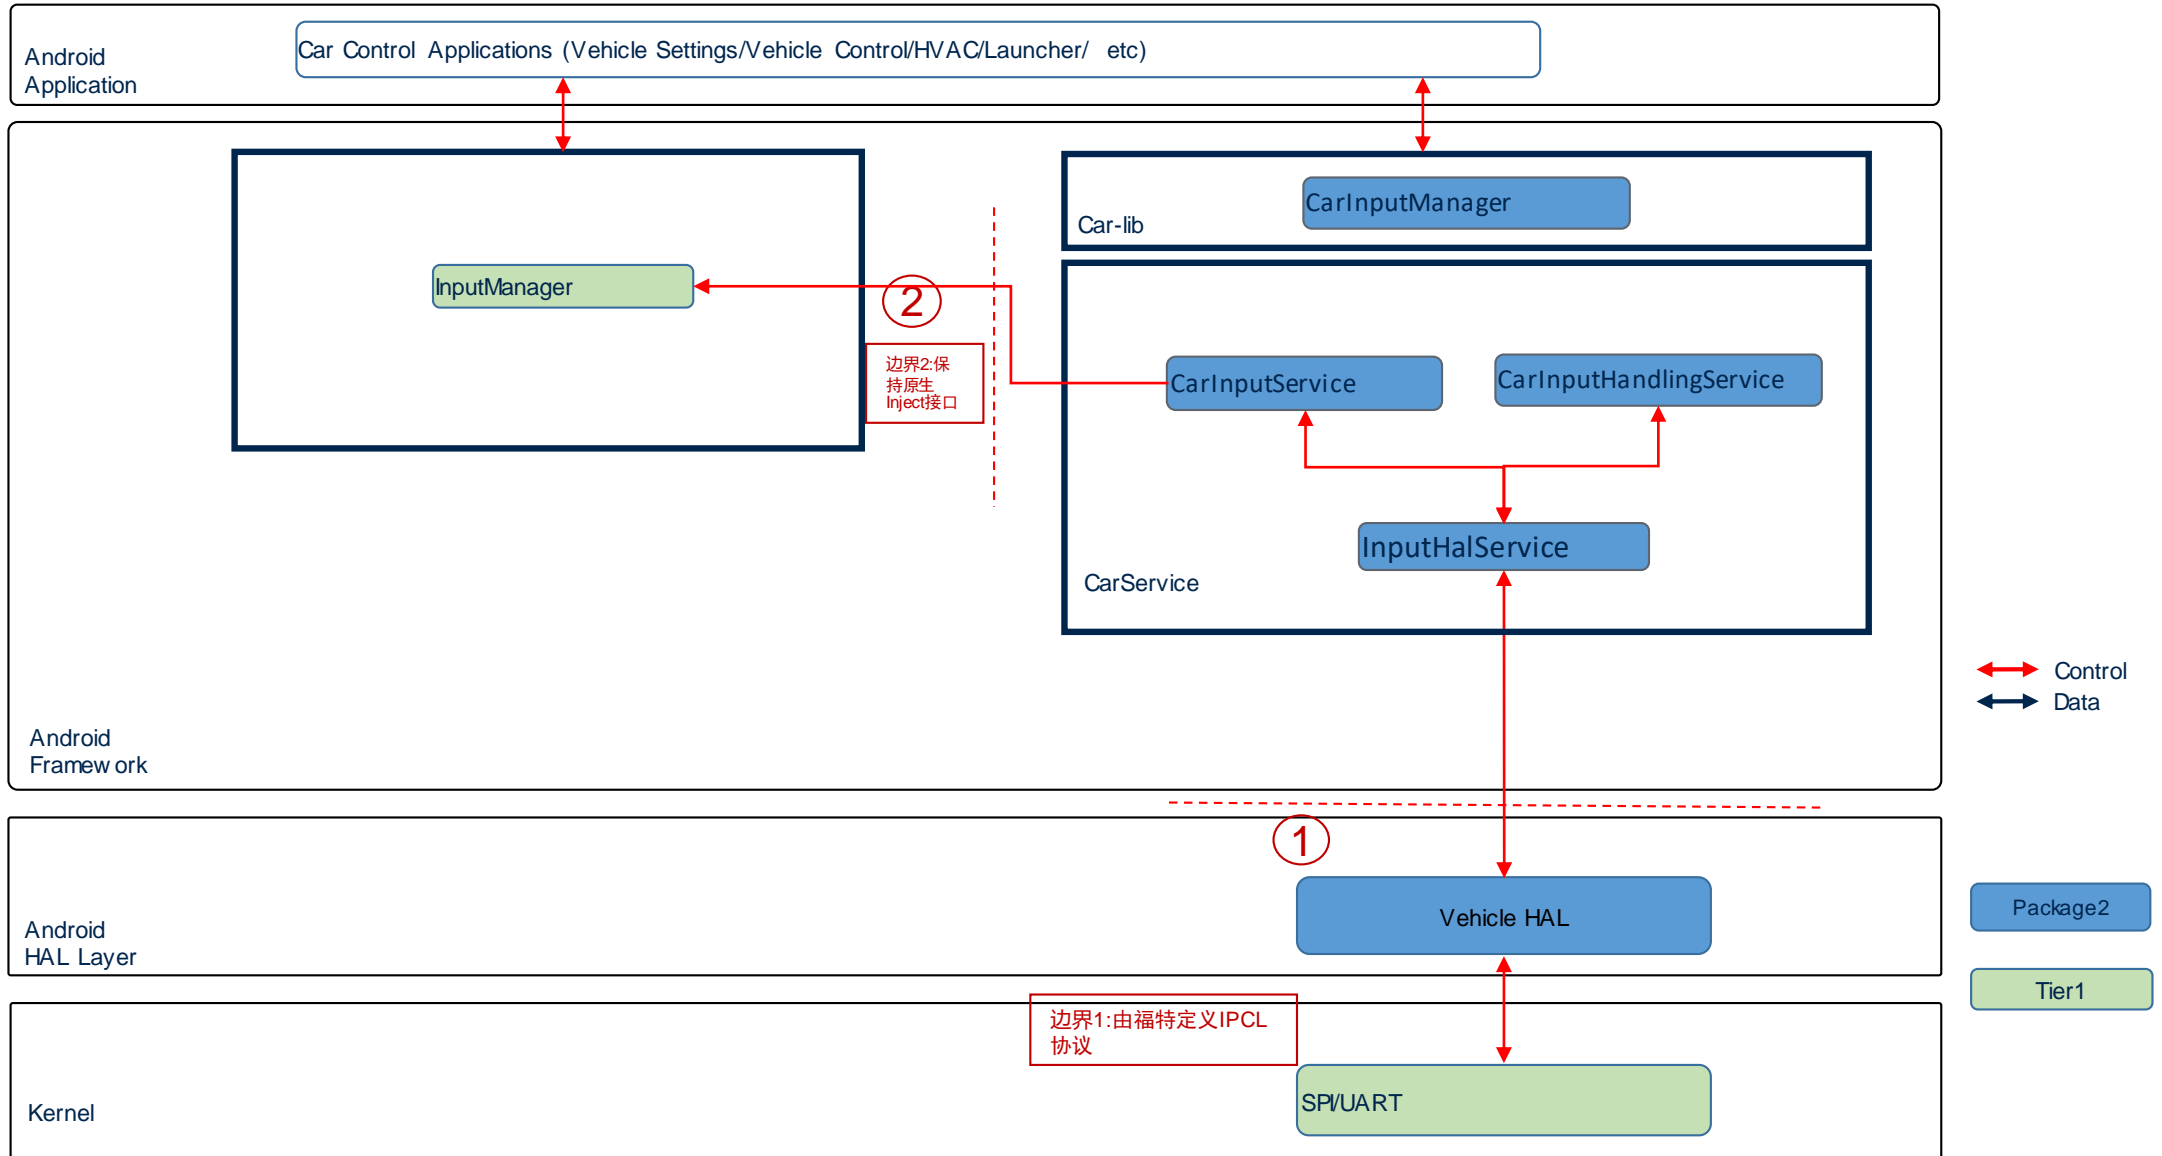 Android
Application
Car Control Applications (Vehicle Settings/Vehicle Control/HVAC/Launcher/ etc)
CarInputManager
Car-lib
InputManager
2
边界2:保
持原生
Inject接口
CarInputService
CarInputHandlingService
InputHalService
CarService
Control
Data
Android
Framework
1
Vehicle HAL
Android
HAL Layer
Package2
Tier1
边界1:由福特定义IPCL
协议
SPI/UART
Kernel